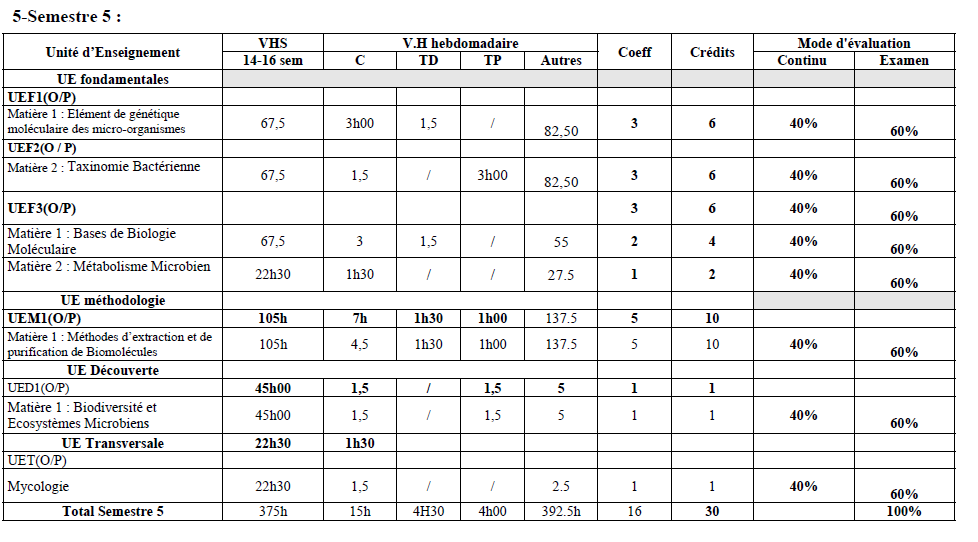 5-Semestre 5 :
Unité d'Enseignement VHS V.H hebdomadaire Coeff Crédits Mode d'évaluation
14-16 sem C TD TP Autres Continu Examen
UE fondamentales
UEF1(O/P)
Matière 1 : Elément de génétique
moléculaire des micro-organismes 67,5 3h00 1,5 / 82,50 3 6 40% 60%
UEF2(O / P)
Matière 2 : Taxinomie Bactérienne 67,5 1,5 / 3h00 82,50 3 6 40% 60%
UEF3(O/P) 3 6 40% 60%
Matière 1 : Bases de Biologie
Moléculaire 67,5 3 1,5 / 55 2 4 40% 60%
Matière 2 : Métabolisme Microbien 22h30 1h30 / / 27.5 1 2 40% 60%
UE méthodologie
UEM1(O/P) 105h 7h 1h30 1h00 137.5 5 10
Matière 1 : Méthodes d'extraction et de
purification de Biomolécules 105h 4,5 1h30 1h00 137.5 5 10 40% 60%
UE Découverte
UED1(O/P) 45h00 1,5 / 1,5 5 1 1
Matière 1 : Biodiversité et
Ecosystèmes Microbiens 45h00 1,5 / 1,5 5 1 1 40% 60%
UE Transversale 22h30 1h30
UET(O/P)
Mycologie 22h30 1,5 / / 2.5 1 1 40% 60%
Total Semestre 5 375h 15h 4H30 4h00 392.5h 16 30 100%